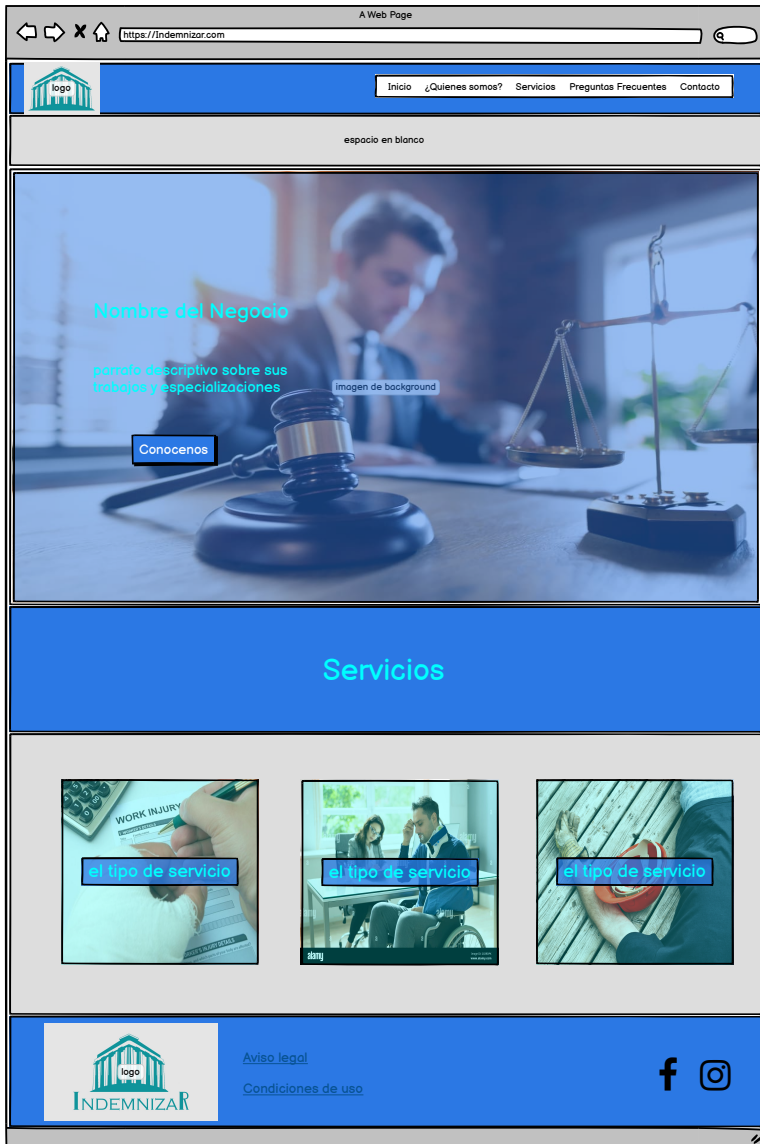 A Web Page
https://Indemnizar.com
logo
Inicio ¿Quienes somos? Servicios Preguntas Frecuentes Contacto
espacio en blanco
Nombre del Negocio
parrafo descriptivo sobre sus
trabajos y especializaciones
imagen de background
Conocenos
Servicios
WORK INJURY
el tipo de servicio
el tipo de servicio
el tipo de servicio
alamy
logo
INDEMNIZAR
Aviso legal
Condiciones de uso